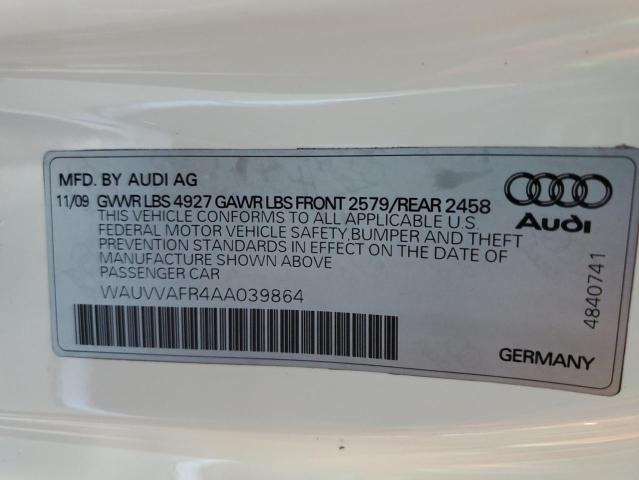 MFD. BY AUDI AG
11/09 GVWR LBS 4927 GAWR LBS FRONT 2579/REAR 2458
THIS VEHICLE CONFORMS TO ALL APPLICABLE U.S.
FEDERAL MOTOR VEHICLE SAFETY,BUMPER AND THEFT
PREVENTION STANDARDS IN EFFECT ON THE DATE OF
MANUFACTURE SHOWN ABOVE
PASSENGER CAR
WAUVVAFR4AA039864
Audi
4840741
GERMANY